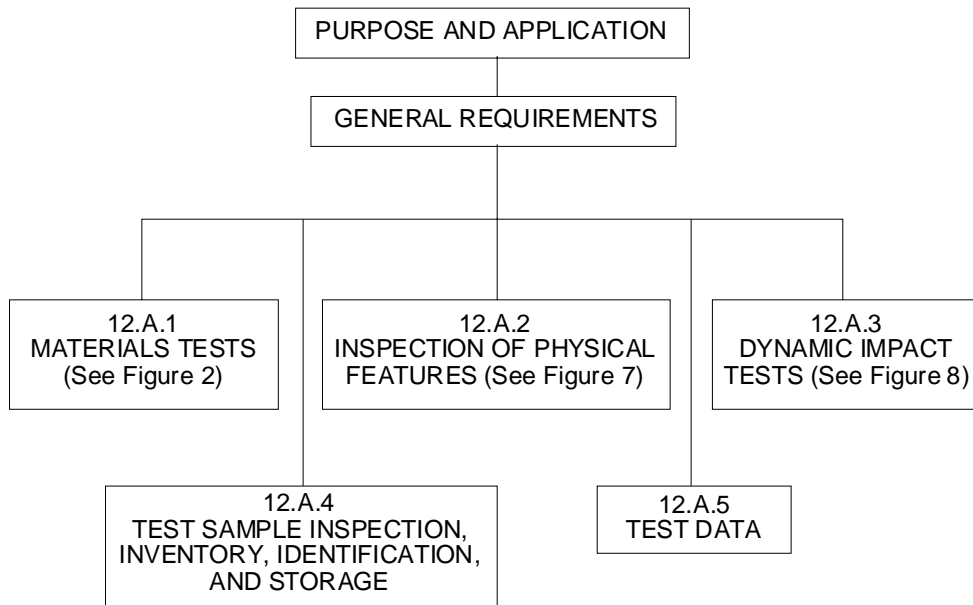 PURPOSE AND APPLICATION
GENERAL REQUIREMENTS
12.A.1
MATERIALS TESTS
(See Figure 2)
12.A.2
INSPECTION OF PHYSICAL
FEATURES (See Figure 7)
12.A.3
DYNAMIC IMPACT
TESTS (See Figure 8)
12.A.4
TEST SAMPLE INSPECTION,
INVENTORY, IDENTIFICATION,
AND STORAGE
12.A.5
TEST DATA